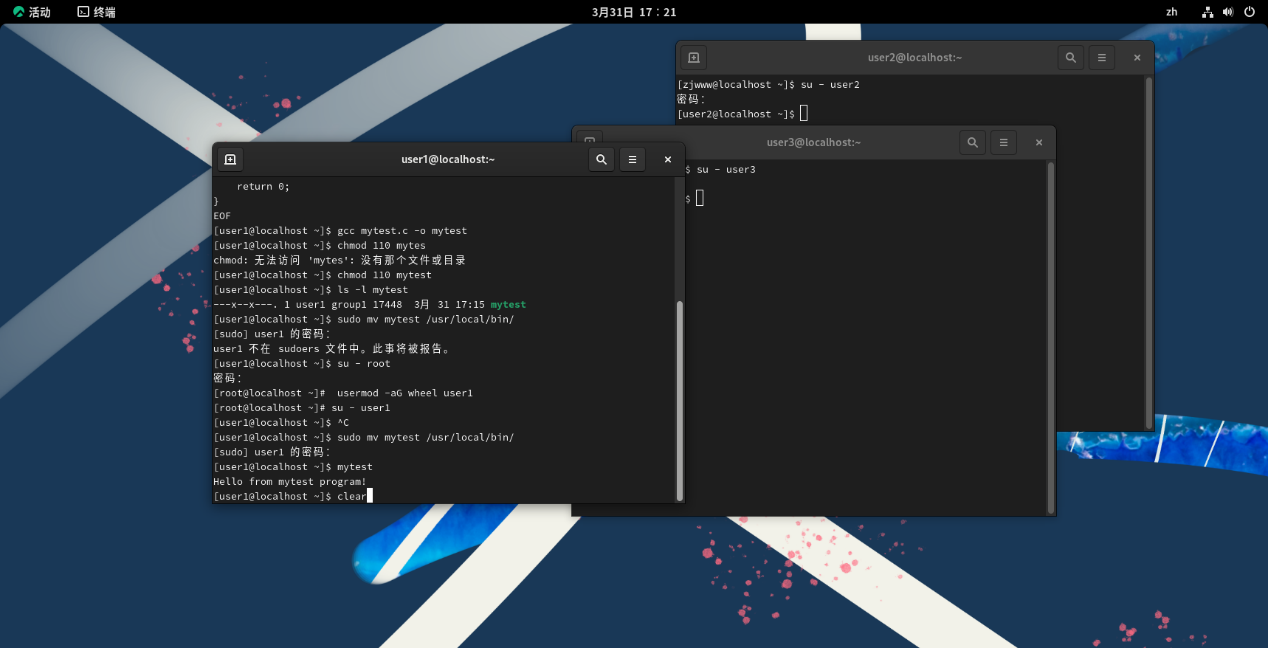 活动 终端 3月31日 17：21 zh
user2@localhost:~
[zjwww@localhost ~]$ su - user2
密码：
[user2@localhost ~]$
user3@localhost:~
$ su - user3
$
user1@localhost:~
return 0;
}
EOF
[user1@localhost ~]$ gcc mytest.c -o mytest
[user1@localhost ~]$ chmod 110 mytes
chmod: 无法访问 'mytes': 没有那个文件或目录
[user1@localhost ~]$ chmod 110 mytest
[user1@localhost ~]$ ls -l mytest
---x--x---. 1 user1 group1 17448  3月  31 17:15 mytest
[user1@localhost ~]$ sudo mv mytest /usr/local/bin/
[sudo] user1 的密码：
user1 不在 sudoers 文件中。此事将被报告。
[user1@localhost ~]$ su - root
密码：
[root@localhost ~]#  usermod -aG wheel user1
[root@localhost ~]# su - user1
[user1@localhost ~]$ ^C
[user1@localhost ~]$ sudo mv mytest /usr/local/bin/
[sudo] user1 的密码：
[user1@localhost ~]$ mytest
Hello from mytest program!
[user1@localhost ~]$ clear